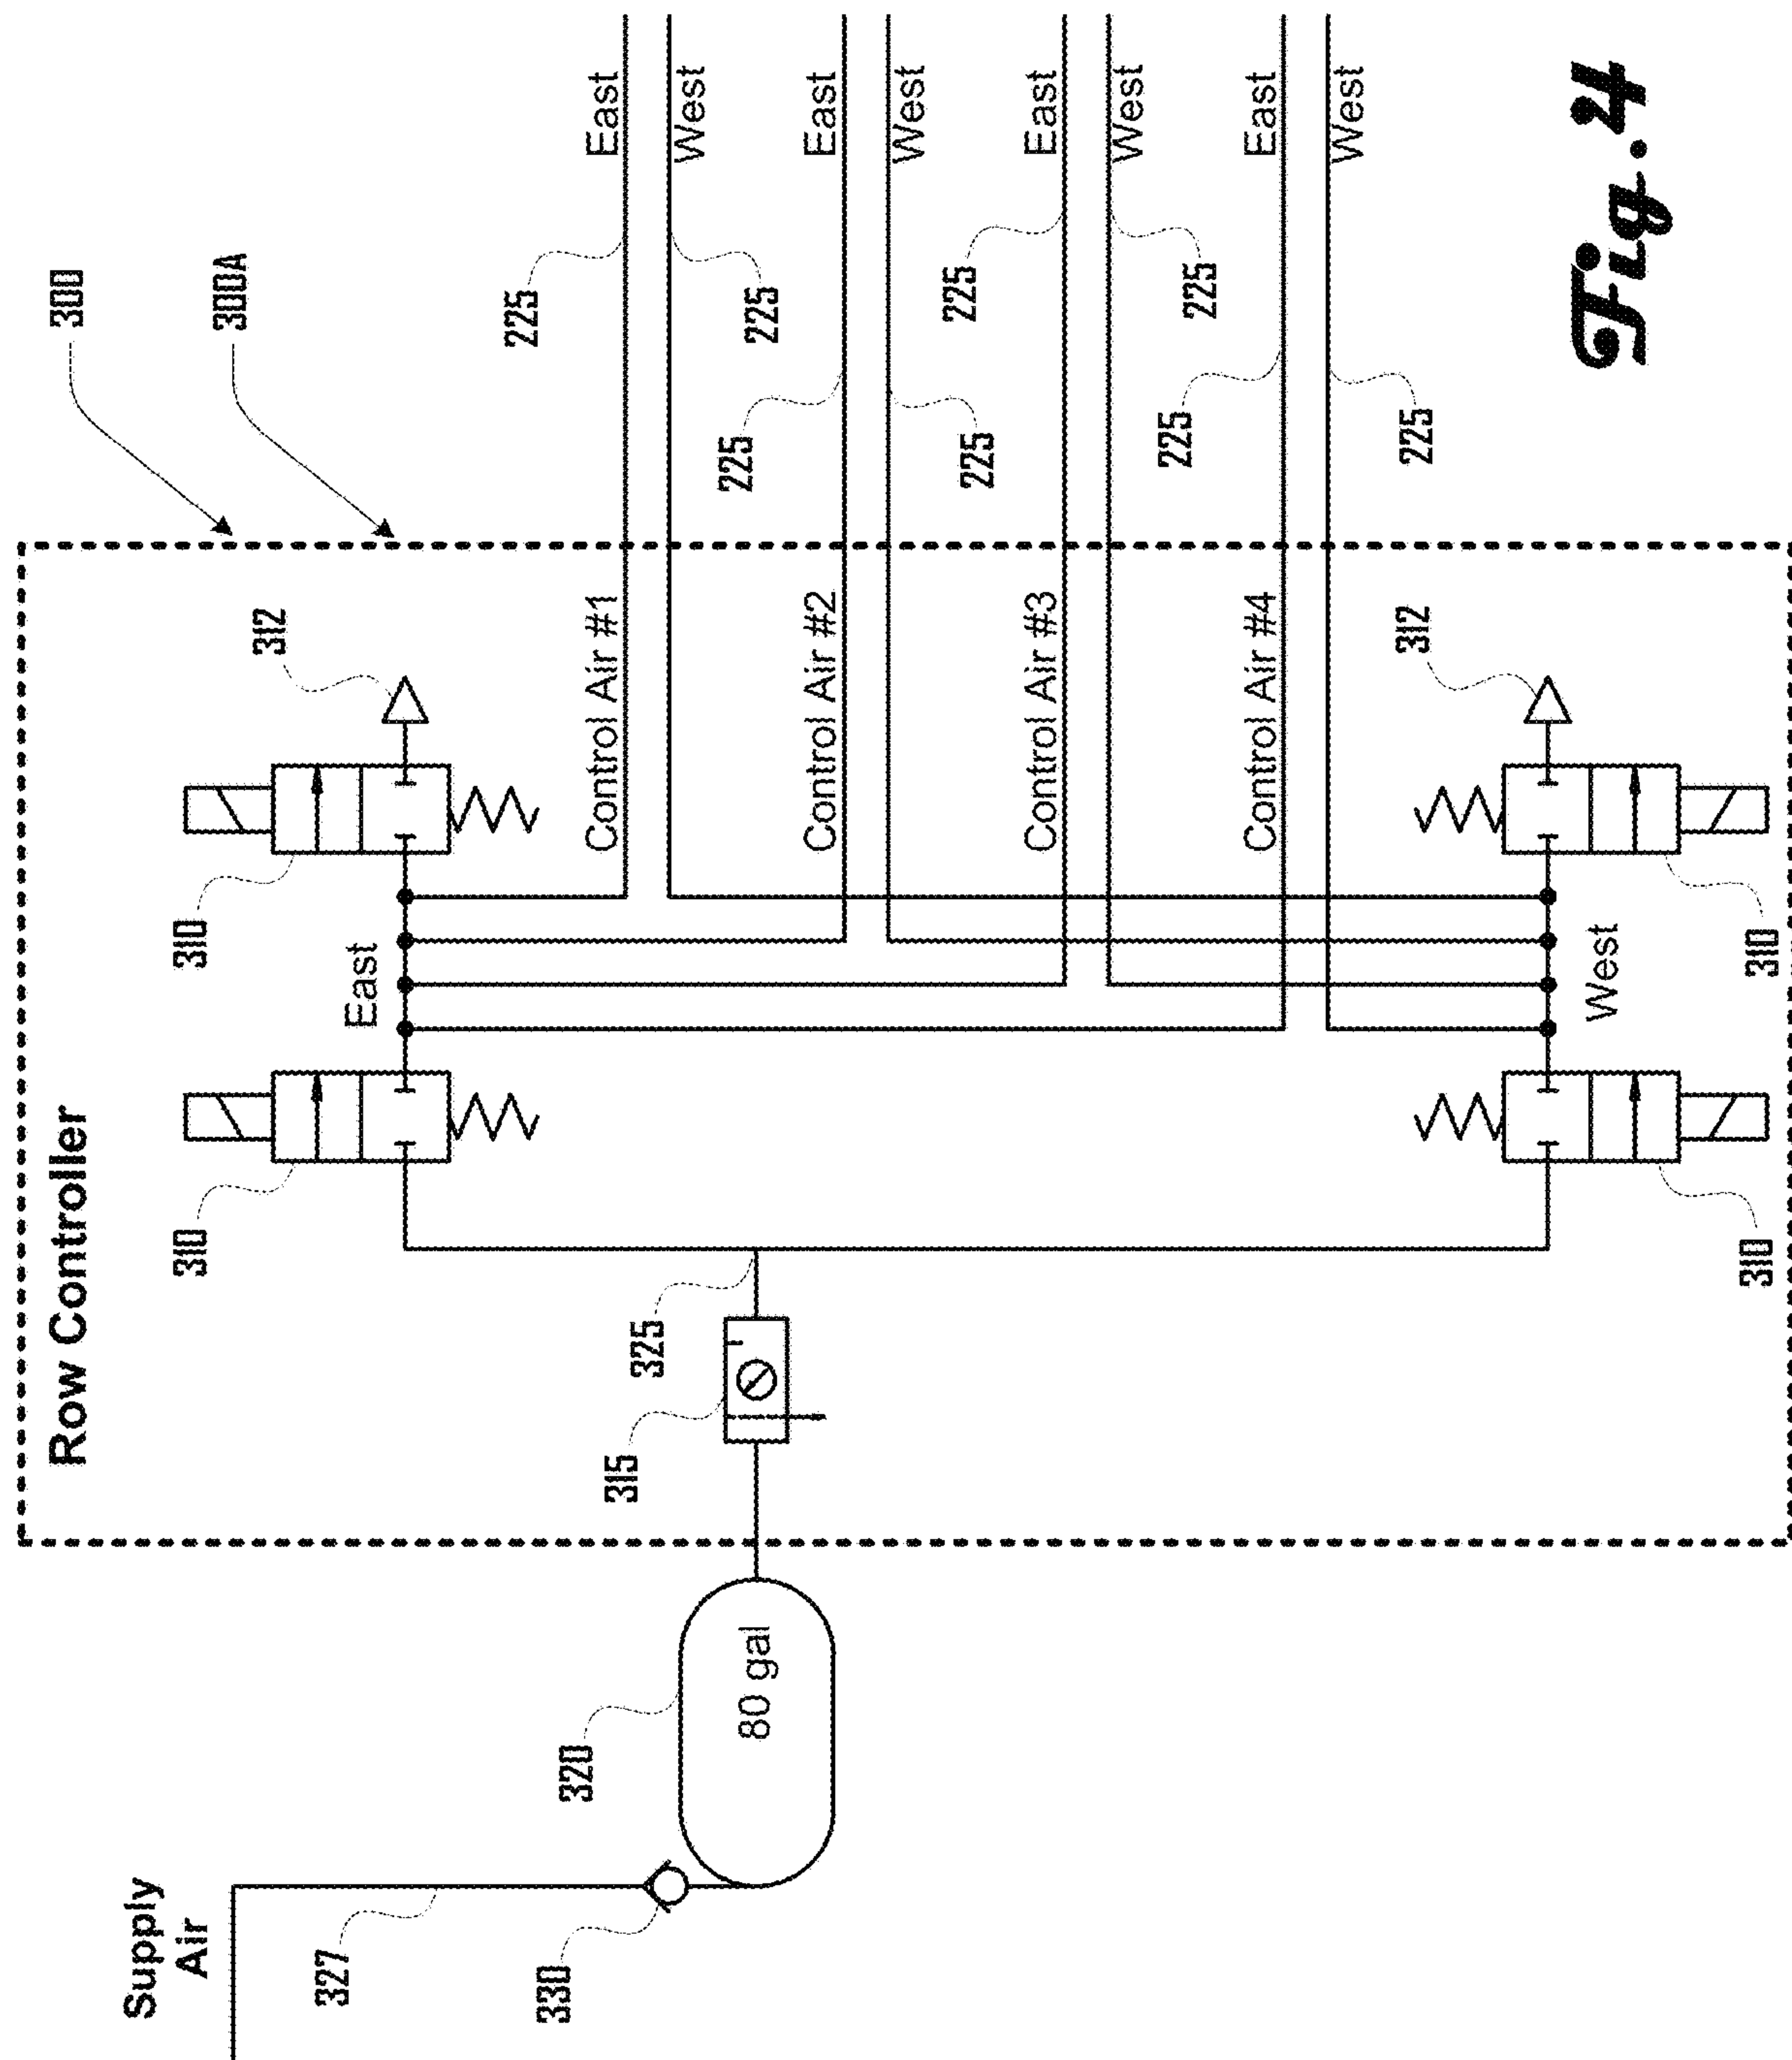 Row Controller
300
Supply
Air
310
310
300A
312
327
East
225
330
320
Control Air #1
East
315
325
West
225
225
80 gal
Control Air #2
East
West
225
225
Control Air #3
East
West
225
225
Control Air #4
East
West
312
225
West
Fig. 4
310
310